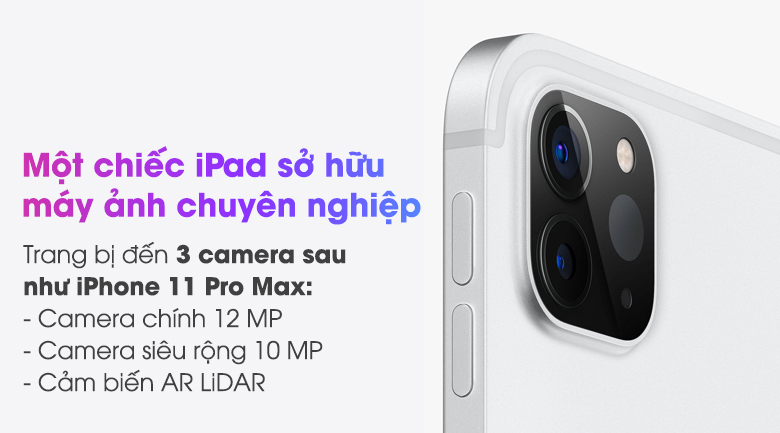 Một chiếc iPad sở hữu
máy ảnh chuyên nghiệp
Trang bị đến 3 camera sau
như iPhone 11 Pro Max:
- Camera chính 12 MP
- Camera siêu rộng 10 MP
- Cảm biến AR LiDAR